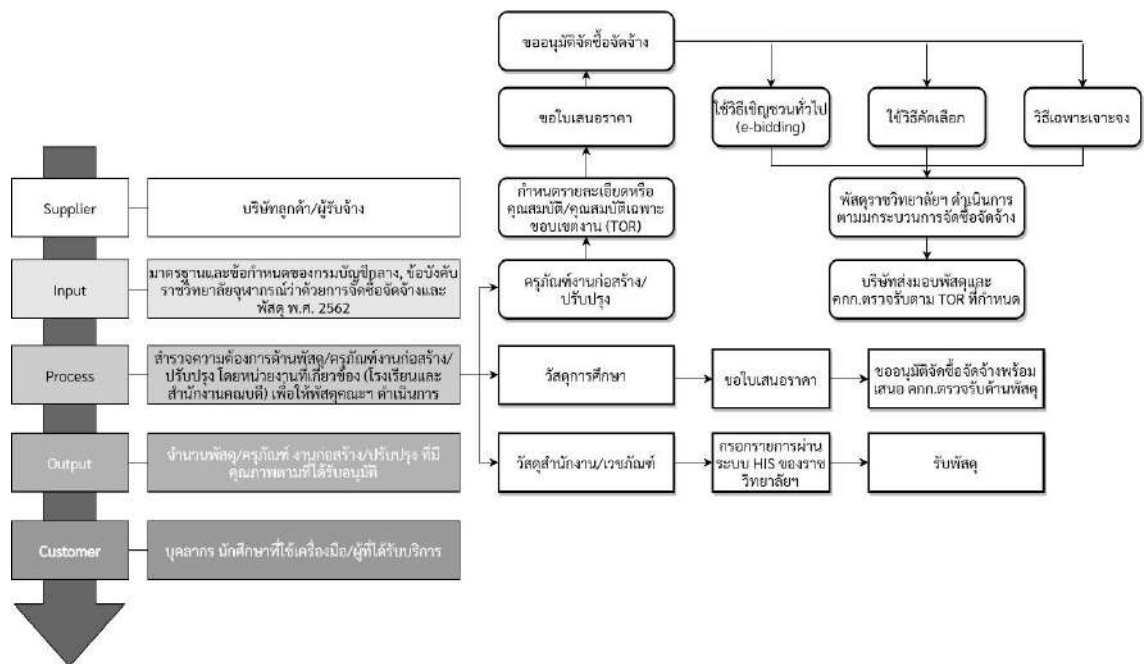 ขออนุมัติจัดซื้อจัดจ้าง
ขอใบเสนอราคา
ใช้วิธีเชิญชวนทั่วไป
(e-bidding)
ใช้วิธีคัดเลือก
วิธีเฉพาะเจาะจง
กำหนดรายละเอียดหรือ
คุณสมบัติ/คุณสมบัติเฉพาะ
ขอบเขตงาน (TOR)
พัสดุราชวิทยาลัยฯ ดำเนินการ
ตามมกระบวนการจัดซื้อจัดจ้าง
Supplier
บริษัทลูกค้า/ผู้รับจ้าง
Input
มาตรฐานและข้อกำหนดของกรมบัญชีกลาง, ข้อบังคับ
ราชวิทยาลัยจุฬาภรณ์ว่าด้วยการจัดซื้อจัดจ้างและ
พัสดุ พ.ศ. 2562
ครุภัณฑ์งานก่อสร้าง/
ปรับปรุง
บริษัทส่งมอบพัสดุและ
คกก.ตรวจรับตาม TOR ที่กำหนด
Process
สำรวจความต้องการด้านพัสดุ/ครุภัณฑ์งานก่อสร้าง/
ปรับปรุง โดยหน่วยงานที่เกี่ยวข้อง (โรงเรียนและ
สำนักงานคณบดี) เพื่อให้พัสดุคณะฯ ดำเนินการ
วัสดุการศึกษา
ขอใบเสนอราคา
ขออนุมัติจัดซื้อจัดจ้างพร้อม
เสนอ คกก.ตรวจรับด้านพัสดุ
Output
จำนวนพัสดุ/ครุภัณฑ์ งานก่อสร้าง/ปรับปรุง ที่มี
คุณภาพตามที่ได้รับอนุมัติ
วัสดุสำนักงาน/เวชภัณฑ์
กรอกรายการผ่าน
ระบบ HIS ของราช
วิทยาลัยฯ
รับพัสดุ
Customer
บุคลากร นักศึกษาที่ใช้เครื่องมือ/ผู้ที่ได้รับบริการ